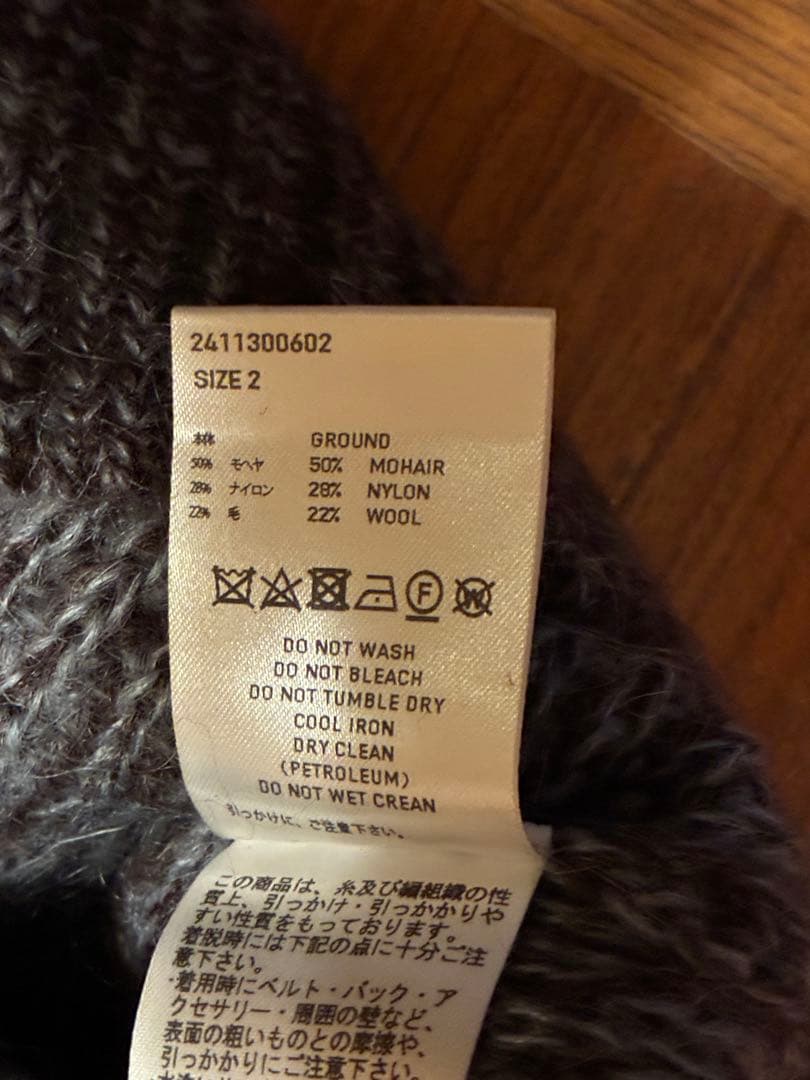 2411300602
SIZE 2
本体 GROUND
50% モヘヤ 50% MOHAIR
28% ナイロン 28% NYLON
22% 毛 22% WOOL
F W
DO NOT WASH
DO NOT BLEACH
DO NOT TUMBLE DRY
COOL IRON
DRY CLEAN
(PETROLEUM)
DO NOT WET CREAN
引っかけに、ご注意下さい。
この商品は、糸及び編組織の性
質上、引っかけ・引っかかりや
すい性質をもっております。
着脱時には下記の点に十分ご注
意下さい。
・着用時にベルト・バック・ア
クセサリー・周囲の壁など、
表面の粗いものとの摩擦や、
引っかかりにご注意下さい。